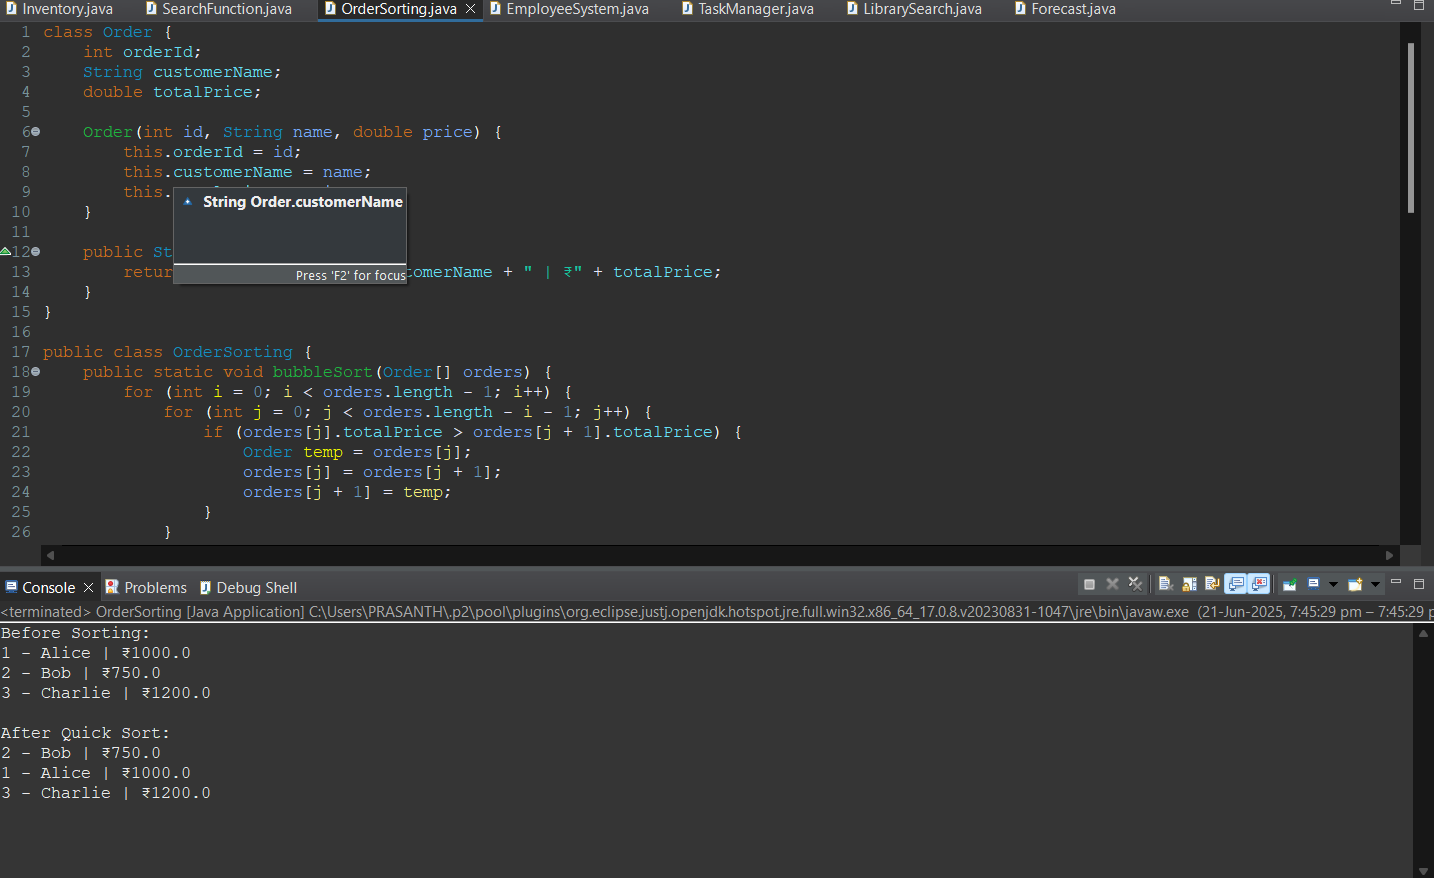 Inventory.java SearchFunction.java OrderSorting.java EmployeeSystem.java TaskManager.java LibrarySearch.java Forecast.java
1 class Order {
2 int orderId;
3 String customerName;
4 double totalPrice;
5
6 Order(int id, String name, double price) {
7 this.orderId = id;
8 this.customerName = name;
9 this.
String Order.customerName
10 }
11
12 public St
13 retur tomerName + " | ₹" + totalPrice;
Press 'F2' for focus
14 }
15 }
16
17 public class OrderSorting {
18 public static void bubbleSort(Order[] orders) {
19 for (int i = 0; i < orders.length - 1; i++) {
20 for (int j = 0; j < orders.length - i - 1; j++) {
21 if (orders[j].totalPrice > orders[j + 1].totalPrice) {
22 Order temp = orders[j];
23 orders[j] = orders[j + 1];
24 orders[j + 1] = temp;
25 }
26 }
Console Problems Debug Shell
<terminated> OrderSorting [Java Application] C:\Users\PRASANTH\.p2\pool\plugins\org.eclipse.justj.openjdk.hotspot.jre.full.win32.x86_64_17.0.8.v20230831-1047\jre\bin\javaw.exe (21-Jun-2025, 7:45:29 pm – 7:45:29 p
Before Sorting:
1 - Alice | ₹1000.0
2 - Bob | ₹750.0
3 - Charlie | ₹1200.0
After Quick Sort:
2 - Bob | ₹750.0
1 - Alice | ₹1000.0
3 - Charlie | ₹1200.0